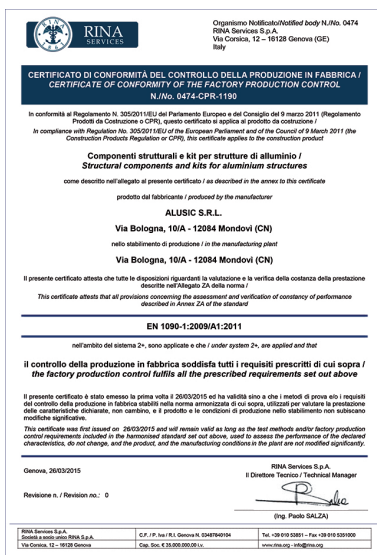 RINA
SERVICES
Organismo Notificato/Notified body N./No. 0474
RINA Services S.p.A.
Via Corsica, 12 – 16128 Genova (GE)
Italy
CERTIFICATO DI CONFORMITÀ DEL CONTROLLO DELLA PRODUZIONE IN FABBRICA /
CERTIFICATE OF CONFORMITY OF THE FACTORY PRODUCTION CONTROL
N./No. 0474-CPR-1190
In conformità al Regolamento N. 305/2011/EU del Parlamento Europeo e del Consiglio del 9 marzo 2011 (Regolamento
Prodotti da Costruzione o CPR), questo certificato si applica al prodotto da costruzione /
In compliance with Regulation No. 305/2011/EU of the European Parliament and of the Council of 9 March 2011 (the
Construction Products Regulation or CPR), this certificate applies to the construction product
Componenti strutturali e kit per strutture di alluminio /
Structural components and kits for aluminium structures
come descritto nell'allegato al presente certificato / as described in the annex to this certificate
prodotto dal fabbricante / produced by the manufacturer
ALUSIC S.R.L.
Via Bologna, 10/A - 12084 Mondovì (CN)
nello stabilimento di produzione / in the manufacturing plant
Via Bologna, 10/A - 12084 Mondovì (CN)
Il presente certificato attesta che tutte le disposizioni riguardanti la valutazione e la verifica della costanza della prestazione
descritte nell'Allegato ZA della norma /
This certificate attests that all provisions concerning the assessment and verification of constancy of performance
described in Annex ZA of the standard
EN 1090-1:2009/A1:2011
nell'ambito del sistema 2+, sono applicate e che / under system 2+, are applied and that
il controllo della produzione in fabbrica soddisfa tutti i requisiti prescritti di cui sopra /
the factory production control fulfils all the prescribed requirements set out above
Il presente certificato è stato emesso la prima volta il 26/03/2015 ed ha validità sino a che i metodi di prova e/o i requisiti
del controllo della produzione in fabbrica stabiliti nella norma armonizzata di cui sopra, utilizzati per valutare la prestazione
delle caratteristiche dichiarate, non cambino, e il prodotto e le condizioni di produzione nello stabilimento non subiscano
modifiche significative.
This certificate was first issued on 26/03/2015 and will remain valid as long as the test methods and/or factory production
control requirements included in the harmonised standard set out above, used to assess the performance of the declared
characteristics, do not change, and the product, and the manufacturing conditions in the plant are not modified significantly.
Genova, 26/03/2015
RINA Services S.p.A.
Il Direttore Tecnico / Technical Manager
Revisione n. / Revision no.: 0
(Ing. Paolo SALZA)
RINA Services S.p.A.
Società a socio unico RINA S.p.A.
Via Corsica, 12 – 16128 Genova
C.F. / P. Iva / R.I. Genova N. 03487840104
Cap. Soc. € 35.000.000,00 i.v.
Tel. +39 010 53851 – Fax +39 010 5351000
www.rina.org - info@rina.org